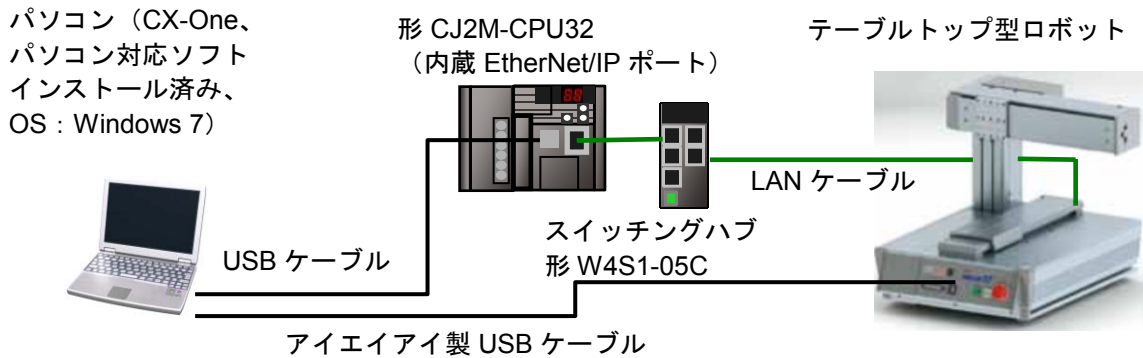 パソコン（CX-One、
パソコン対応ソフト
インストール済み、
OS：Windows 7）
形 CJ2M-CPU32
（内蔵 EtherNet/IP ポート）
テーブルトップ型ロボット
88
LAN ケーブル
スイッチングハブ
形 W4S1-05C
USB ケーブル
アイエイアイ製 USB ケーブル